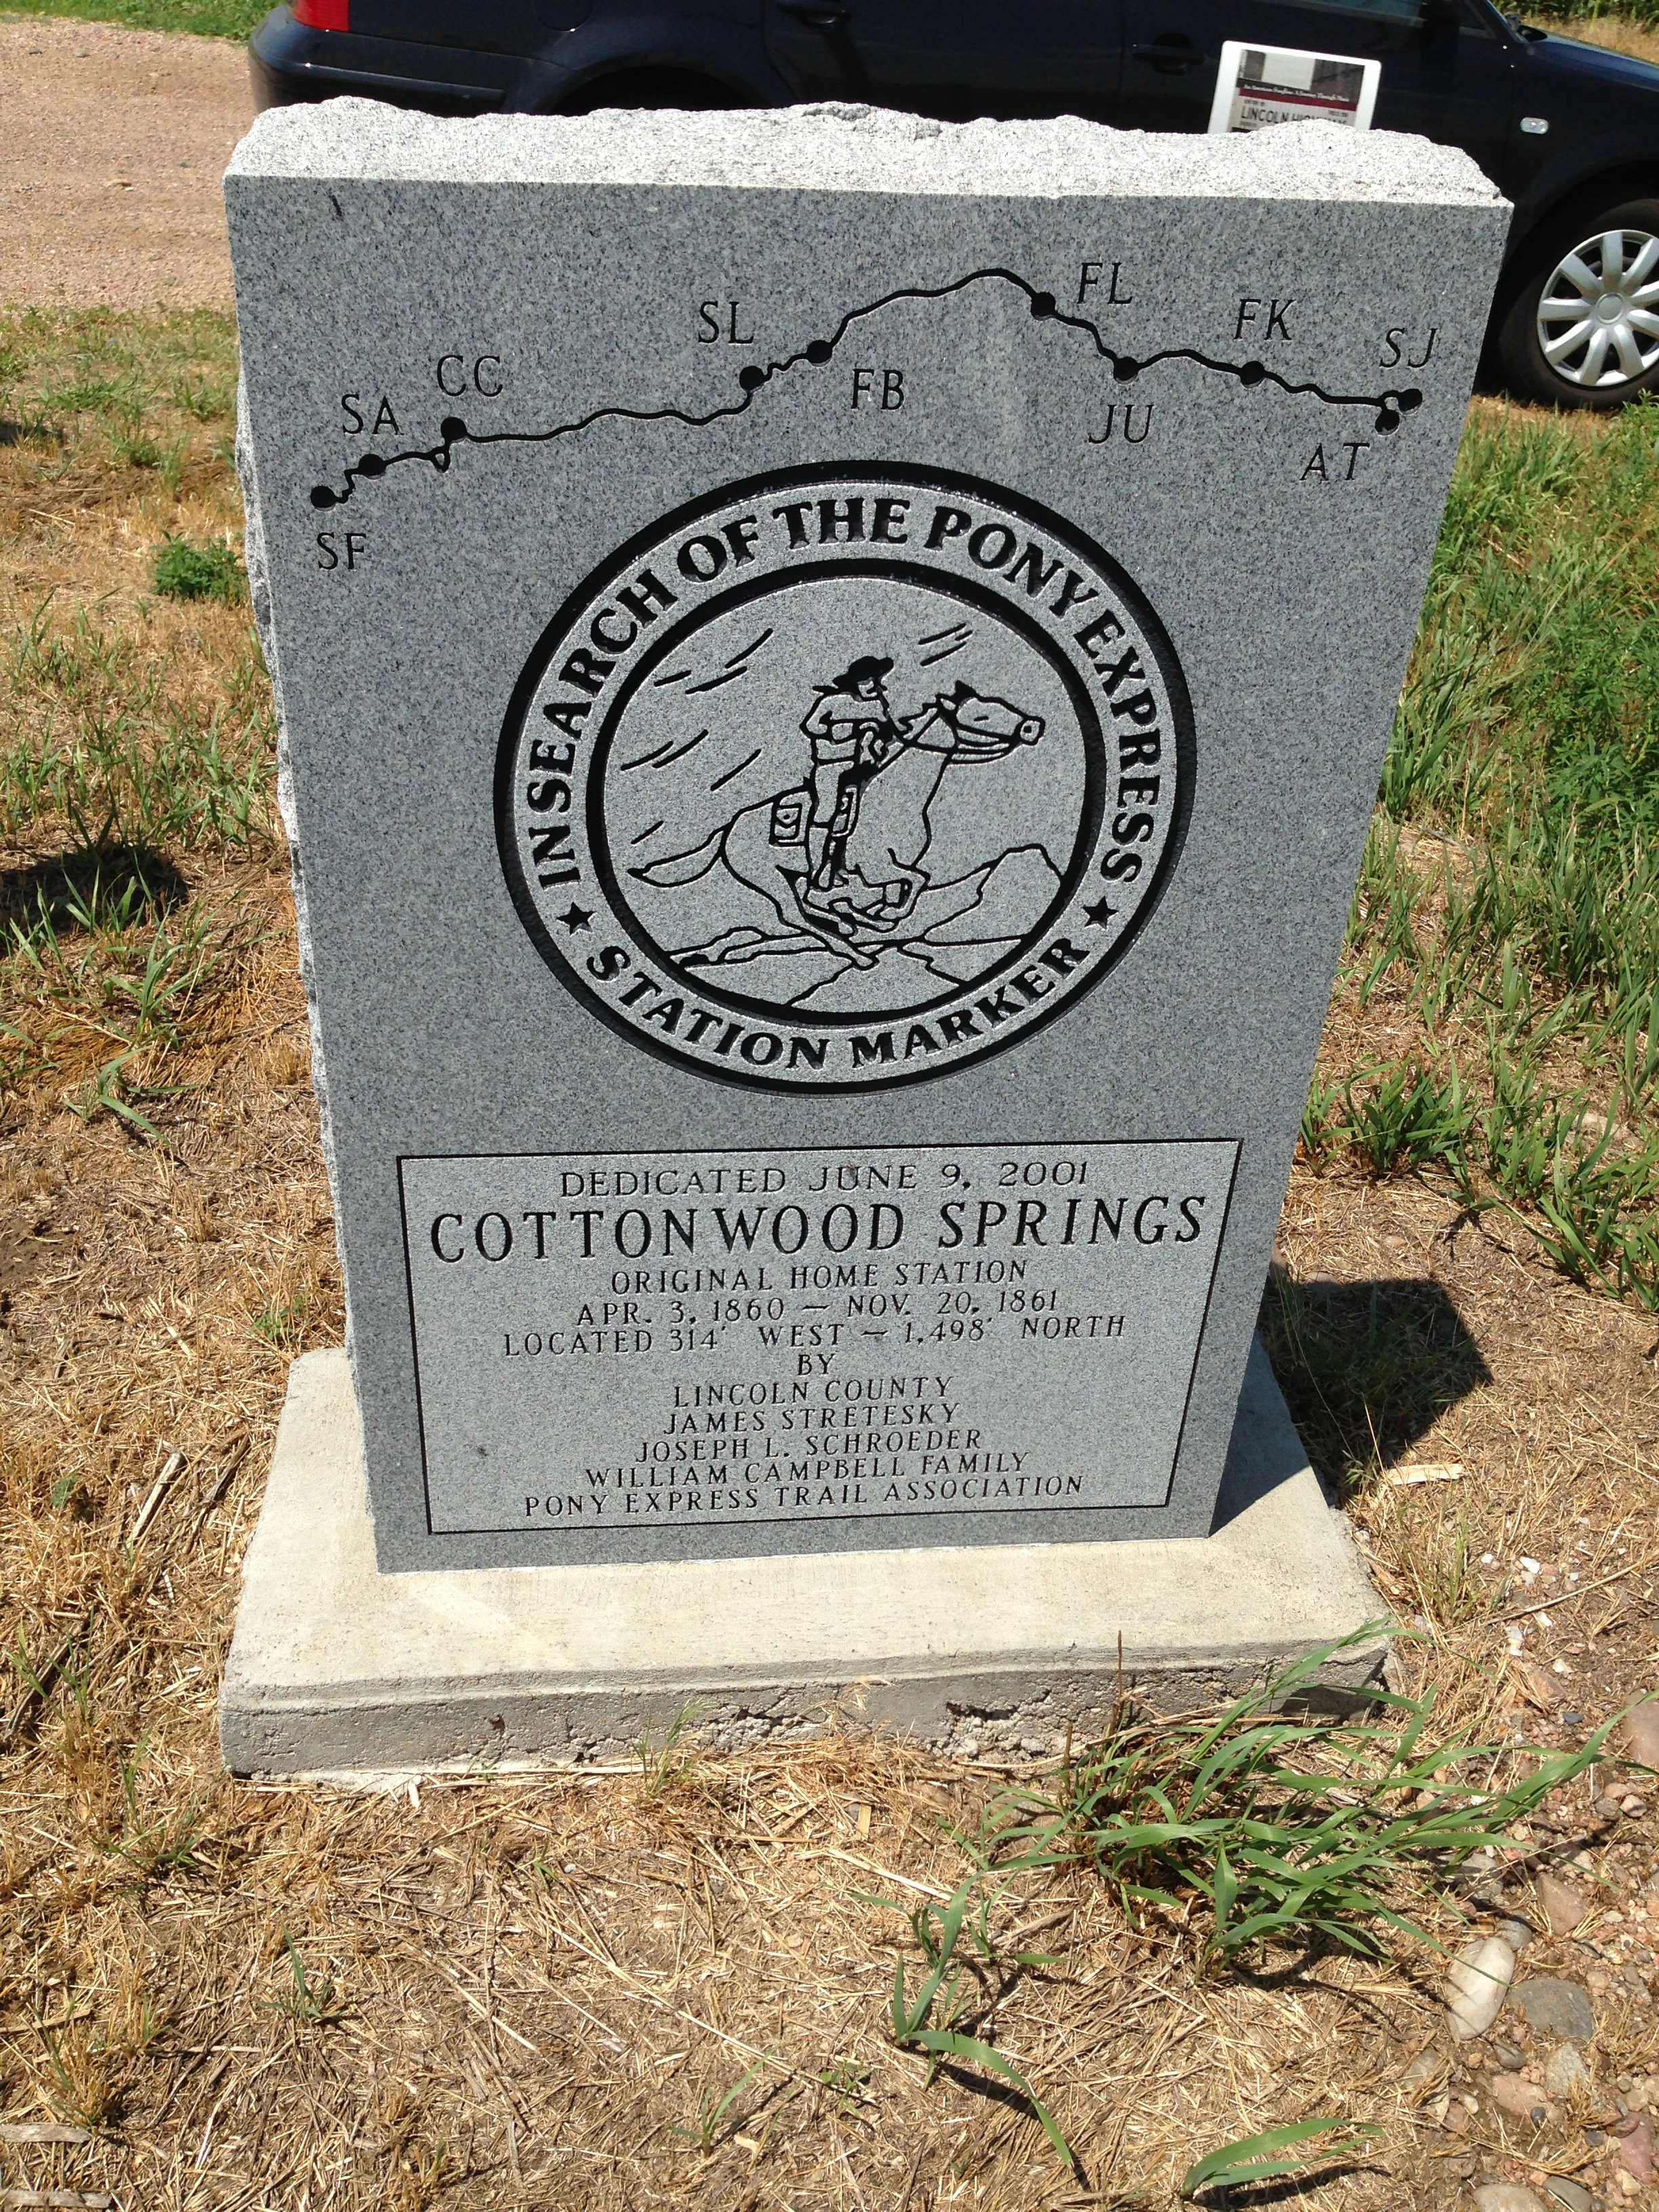 LINCOLN
FL
SL
FK
SJ
CC
FB
SA
JU
AT
SF
INSEARCH OF THE PONY EXPRESS
STATION MARKER
DEDICATED JUNE 9, 2001
COTTONWOOD SPRINGS
ORIGINAL HOME STATION
APR. 3, 1860 – NOV. 20, 1861
LOCATED 314' WEST – 1,498' NORTH
BY
LINCOLN COUNTY
JAMES STRETESKY
JOSEPH L. SCHROEDER
WILLIAM CAMPBELL FAMILY
PONY EXPRESS TRAIL ASSOCIATION